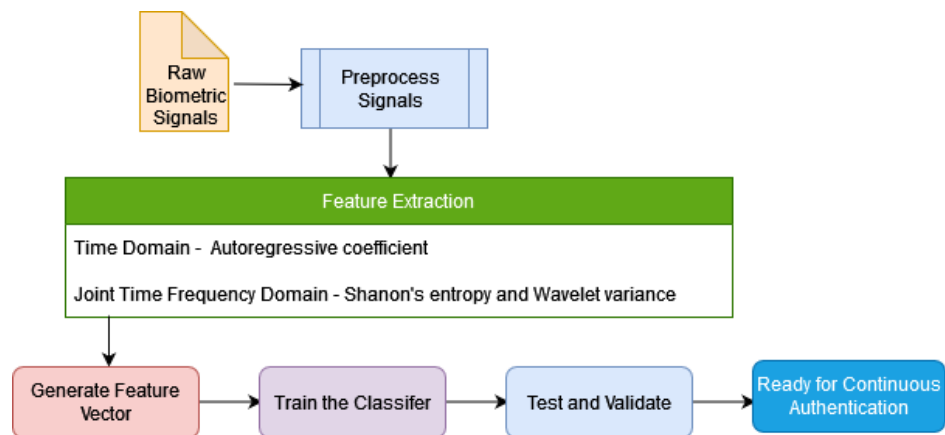 Raw
Biometric
Signals
Preprocess
Signals
Feature Extraction
Time Domain - Autoregressive coefficient
Joint Time Frequency Domain - Shanon's entropy and Wavelet variance
Generate Feature
Vector
Train the Classifer
Test and Validate
Ready for Continuous
Authentication